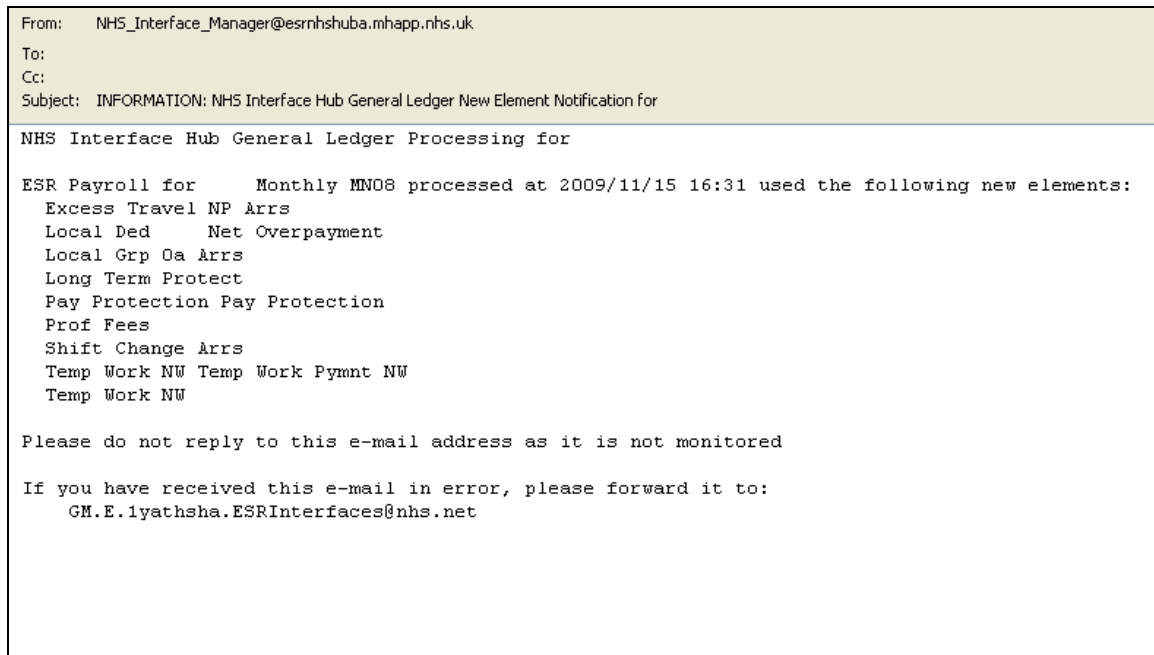 From: NHS_Interface_Manager@esrnhshuba.mhapp.nhs.uk
To:
Cc:
Subject: INFORMATION: NHS Interface Hub General Ledger New Element Notification for
NHS Interface Hub General Ledger Processing for
ESR Payroll for Monthly MN08 processed at 2009/11/15 16:31 used the following new elements:
Excess Travel NP Arrs
Local Ded Net Overpayment
Local Grp Oa Arrs
Long Term Protect
Pay Protection Pay Protection
Prof Fees
Shift Change Arrs
Temp Work NW Temp Work Pymnt NW
Temp Work NW
Please do not reply to this e-mail address as it is not monitored
If you have received this e-mail in error, please forward it to:
GM.E.1yathsha.ESRInterfaces@nhs.net